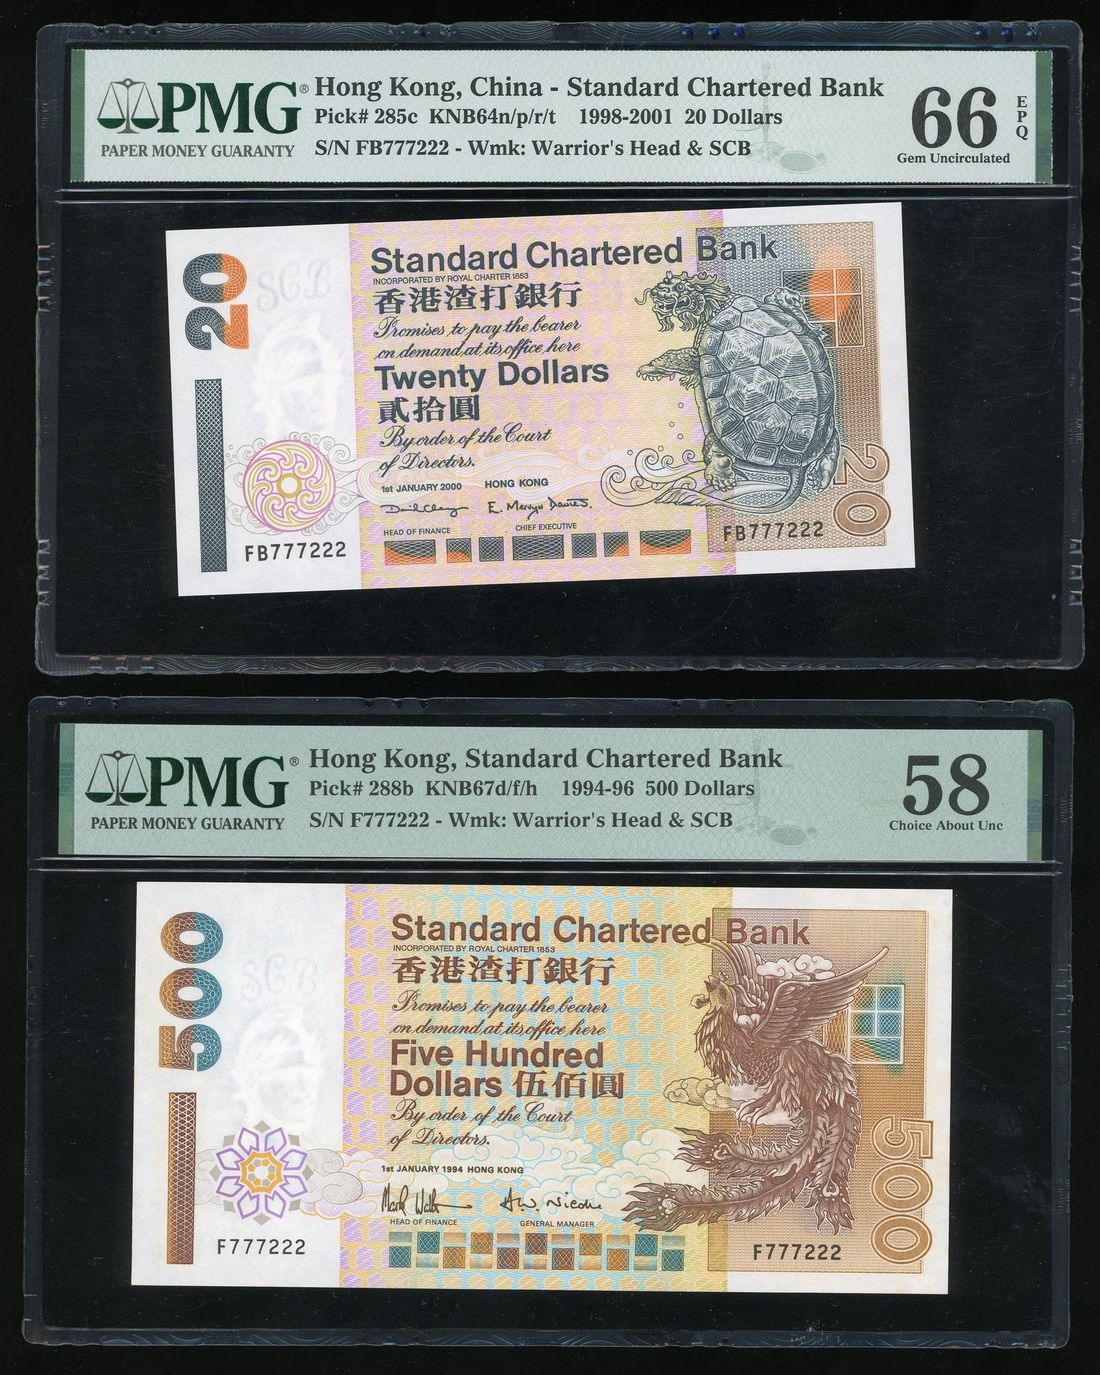 PMG®
PAPER MONEY GUARANTY
Hong Kong, China - Standard Chartered Bank
Pick# 285c KNB64n/p/r/t 1998-2001 20 Dollars
S/N FB777222 - Wmk: Warrior's Head & SCB
66
EPQ
Gem Uncirculated
20
SCB
Standard Chartered Bank
INCORPORATED BY ROYAL CHARTER 1853
香港渣打銀行
Promises to pay the bearer
on demand at its office here
Twenty Dollars
貳拾圓
By order of the Court
of Directors.
1st JANUARY 2000 HONG KONG
E. Mervyn Davies.
HEAD OF FINANCE CHIEF EXECUTIVE
20
FB777222
FB777222
PMG®
PAPER MONEY GUARANTY
Hong Kong, Standard Chartered Bank
Pick# 288b KNB67d/f/h 1994-96 500 Dollars
S/N F777222 - Wmk: Warrior's Head & SCB
58
Choice About Unc
500
SCB
Standard Chartered Bank
INCORPORATED BY ROYAL CHARTER 1853
香港渣打銀行
Promises to pay the bearer
on demand at its office here
Five Hundred
Dollars 伍佰圓
By order of the Court
of Directors.
1st JANUARY 1994 HONG KONG
HEAD OF FINANCE GENERAL MANAGER
500
F777222
F777222